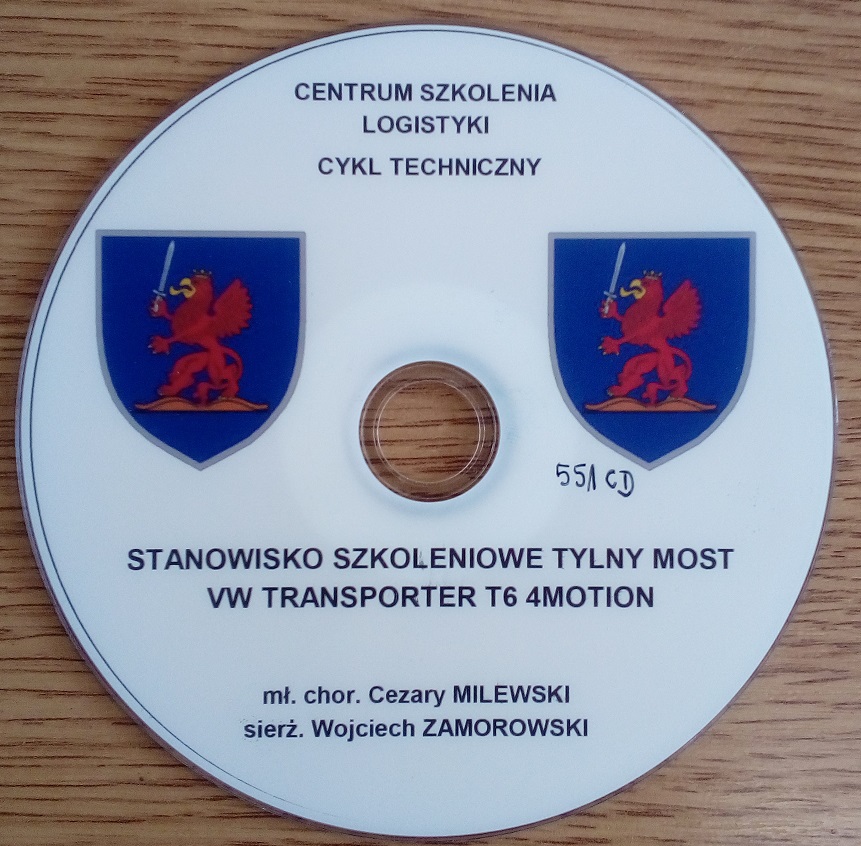 CENTRUM SZKOLENIA
LOGISTYKI
CYKL TECHNICZNY
551 CD
STANOWISKO SZKOLENIOWE TYLNY MOST
VW TRANSPORTER T6 4MOTION
mł. chor. Cezary MILEWSKI
sierż. Wojciech ZAMOROWSKI